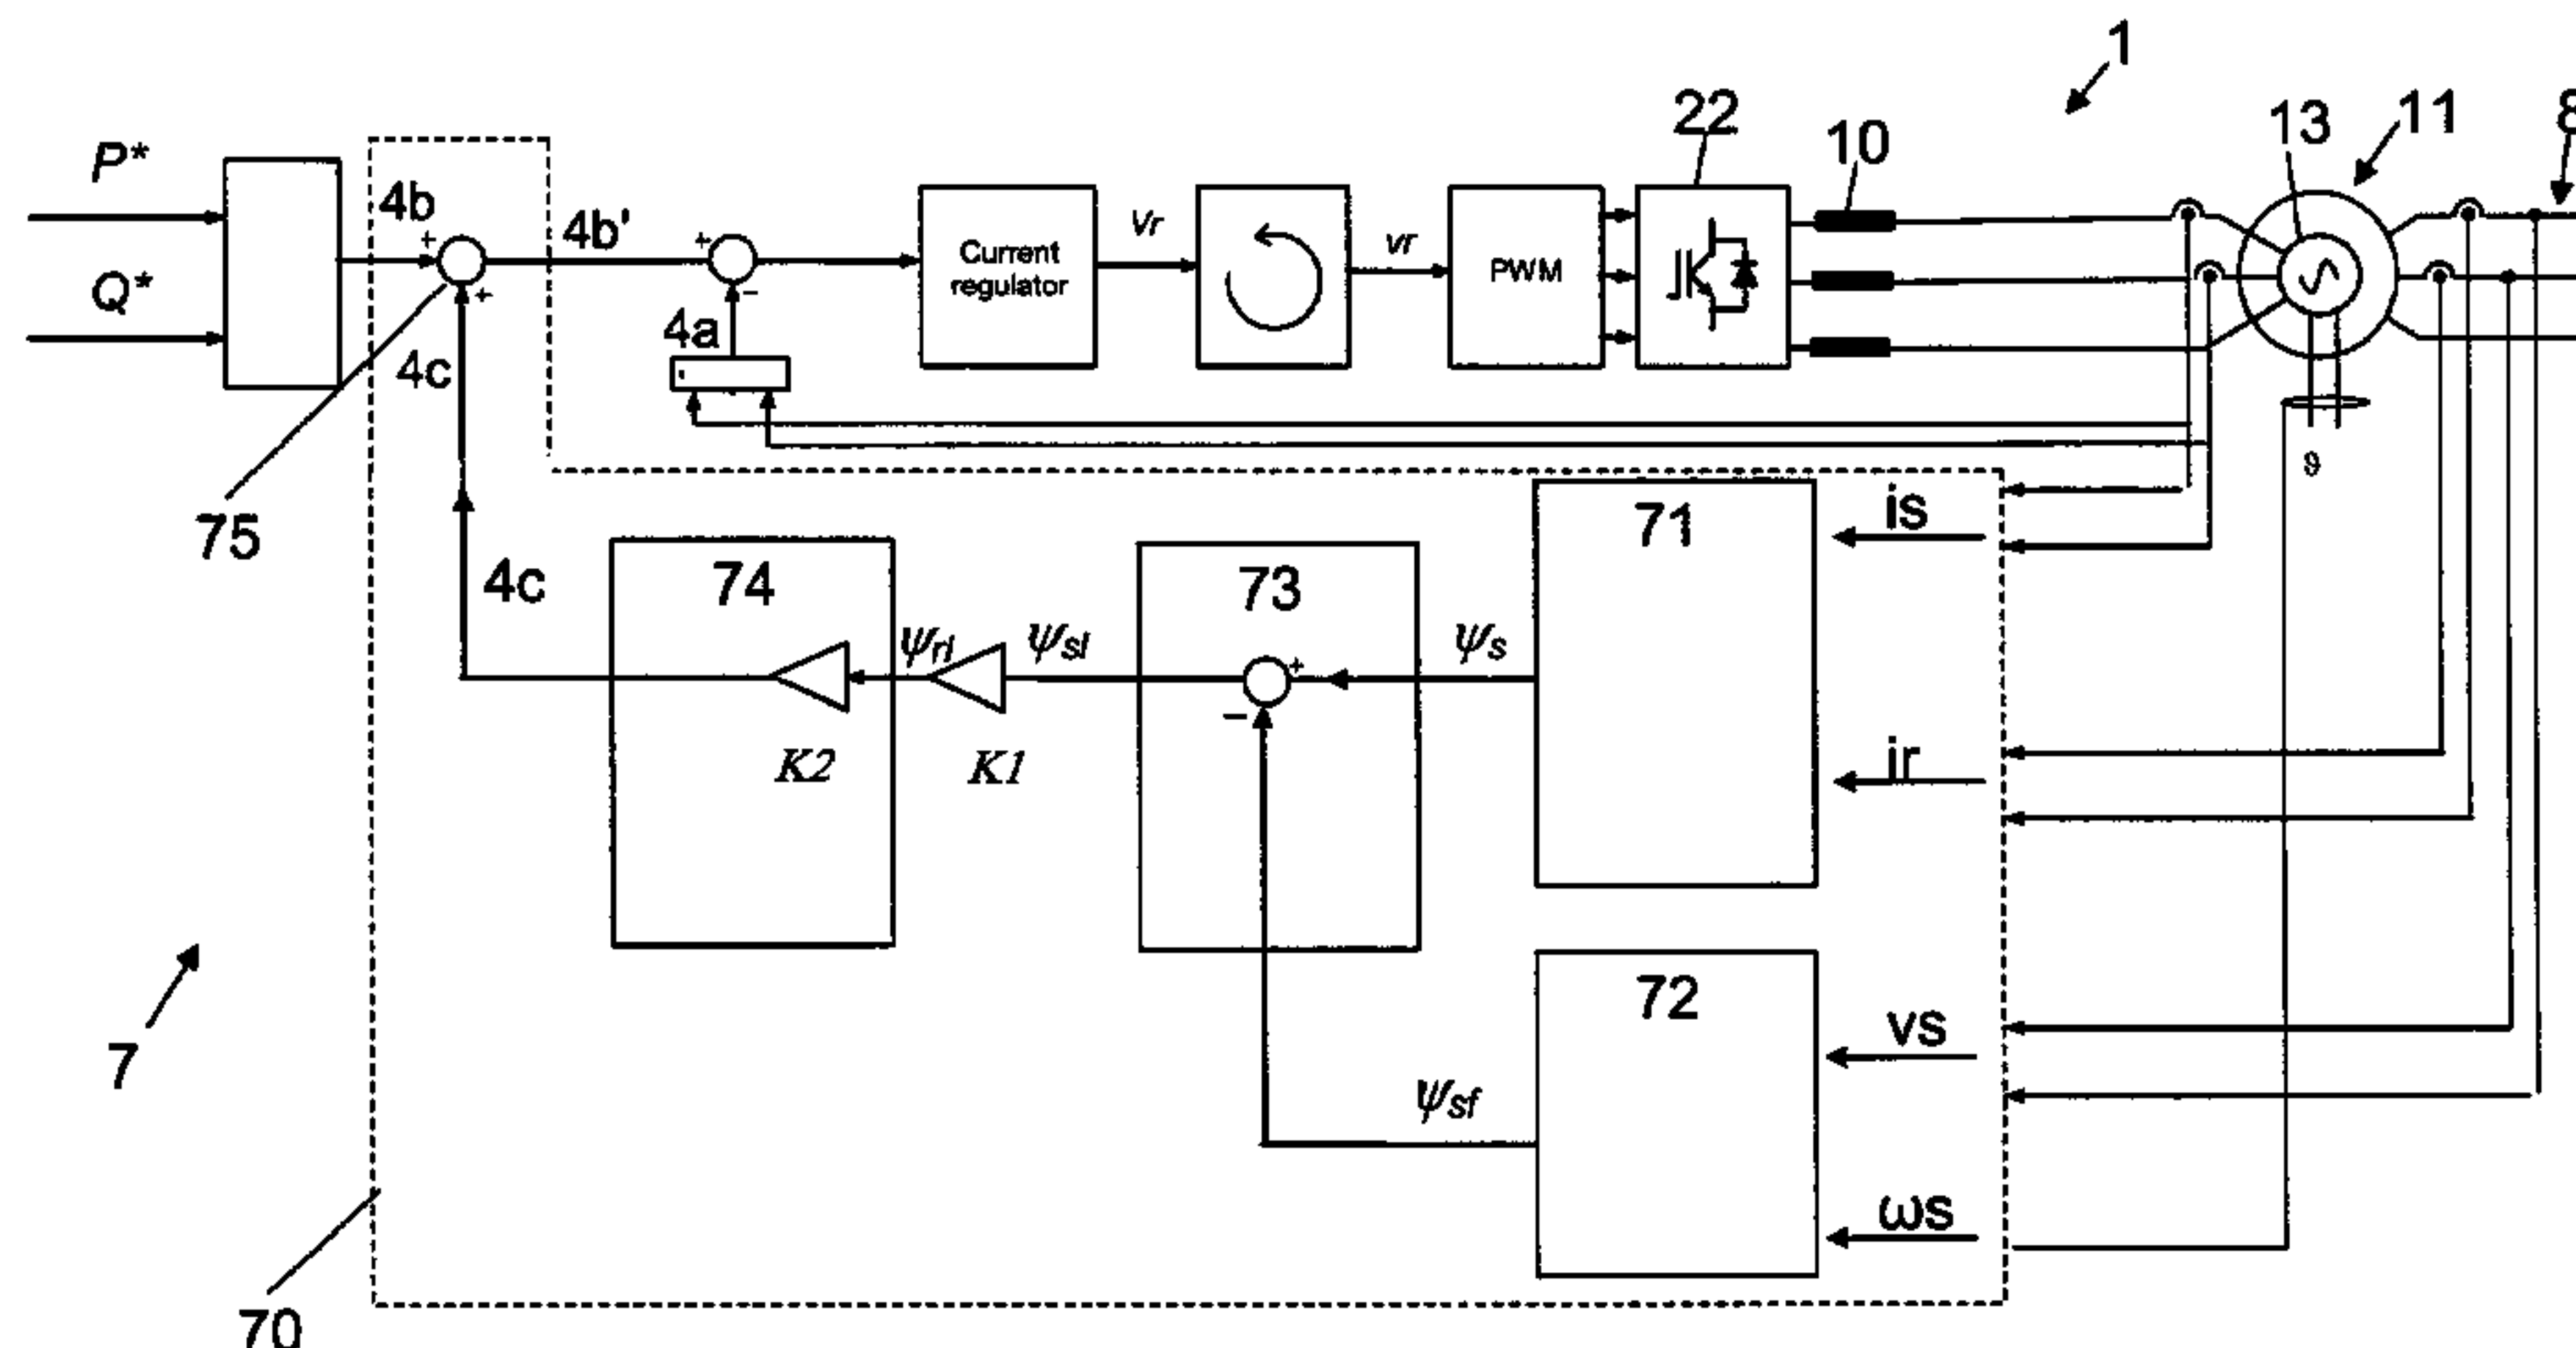 1
P*
Q*
4b
+
+
4b'
+
-
4a
4c
Current
regulator
Vr
vr
PWM
22
10
13
11
8
9
75
4c
74
K2
ψrl
K1
ψsl
73
+
-
ψs
71
is
ir
72
vs
ωs
ψsf
7
70